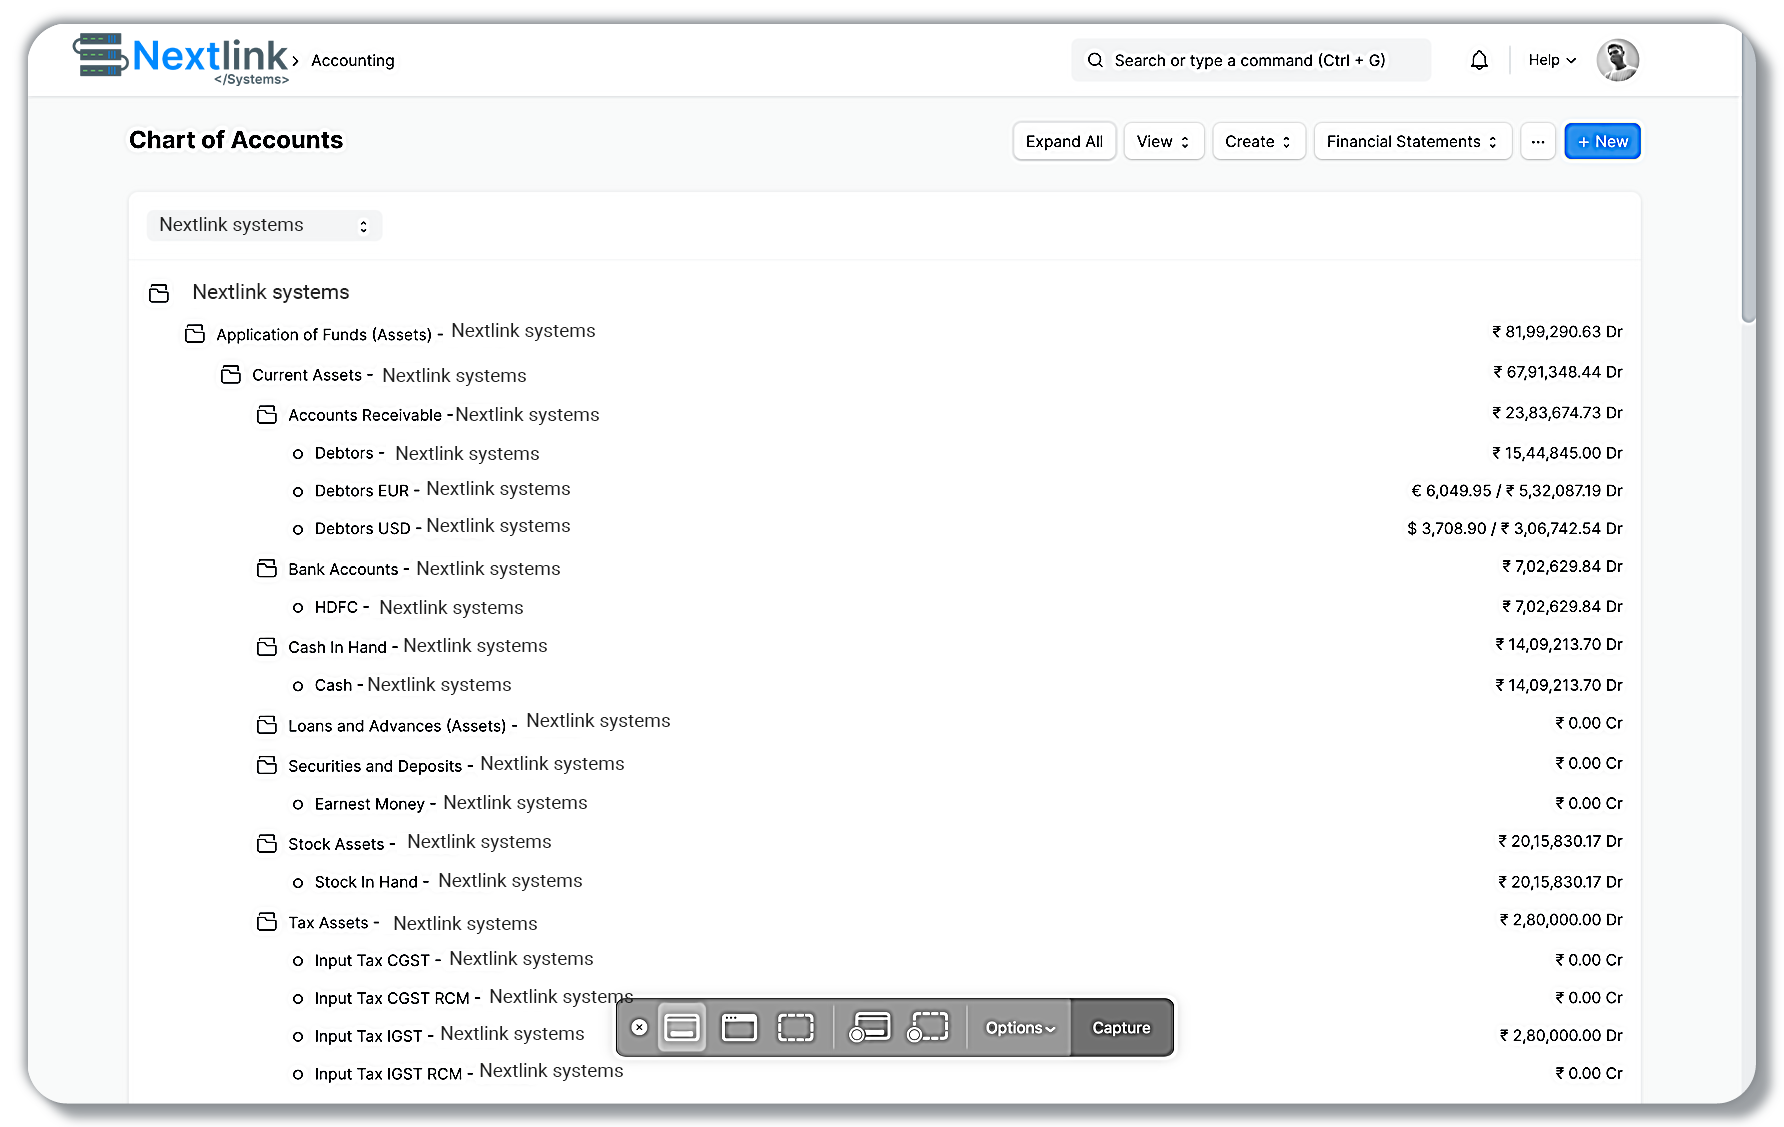 Nextlink › Accounting
</Systems>
Search or type a command (Ctrl + G)
Help
Chart of Accounts
Expand All
View
Create
Financial Statements
...
+ New
Nextlink systems
Nextlink systems
Application of Funds (Assets) - Nextlink systems ₹ 81,99,290.63 Dr
Current Assets - Nextlink systems ₹ 67,91,348.44 Dr
Accounts Receivable - Nextlink systems ₹ 23,83,674.73 Dr
Debtors - Nextlink systems ₹ 15,44,845.00 Dr
Debtors EUR - Nextlink systems € 6,049.95 / ₹ 5,32,087.19 Dr
Debtors USD - Nextlink systems $ 3,708.90 / ₹ 3,06,742.54 Dr
Bank Accounts - Nextlink systems ₹ 7,02,629.84 Dr
HDFC - Nextlink systems ₹ 7,02,629.84 Dr
Cash In Hand - Nextlink systems ₹ 14,09,213.70 Dr
Cash - Nextlink systems ₹ 14,09,213.70 Dr
Loans and Advances (Assets) - Nextlink systems ₹ 0.00 Cr
Securities and Deposits - Nextlink systems ₹ 0.00 Cr
Earnest Money - Nextlink systems ₹ 0.00 Cr
Stock Assets - Nextlink systems ₹ 20,15,830.17 Dr
Stock In Hand - Nextlink systems ₹ 20,15,830.17 Dr
Tax Assets - Nextlink systems ₹ 2,80,000.00 Dr
Input Tax CGST - Nextlink systems ₹ 0.00 Cr
Input Tax CGST RCM - Nextlink systems ₹ 0.00 Cr
Input Tax IGST - Nextlink systems ₹ 2,80,000.00 Dr
Input Tax IGST RCM - Nextlink systems ₹ 0.00 Cr
Options
Capture